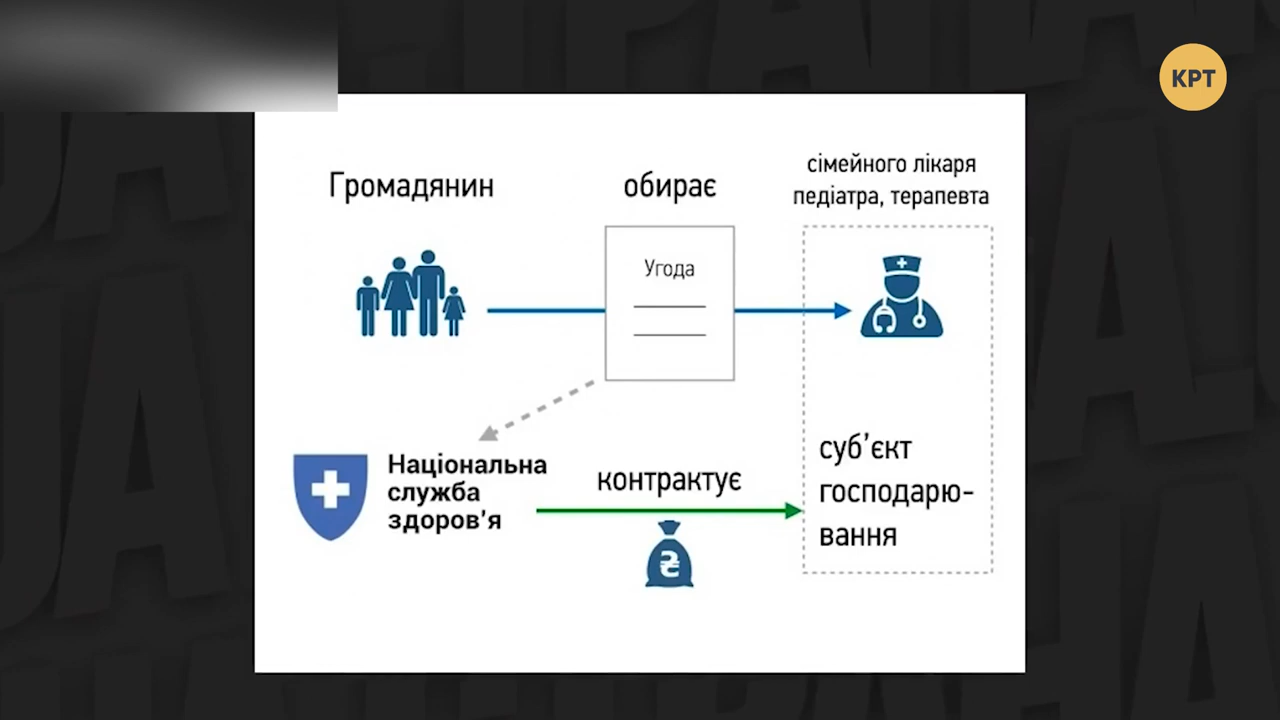 КРТ
Громадянин
обирає
сімейного лікаря
педіатра, терапевта
Угода
Національна
служба
здоров'я
контрактує
₴
суб'єкт
господарю-
вання